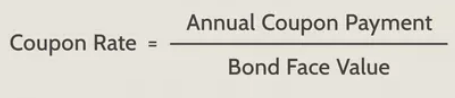 Annual Coupon Payment
Coupon Rate =
Bond Face Value